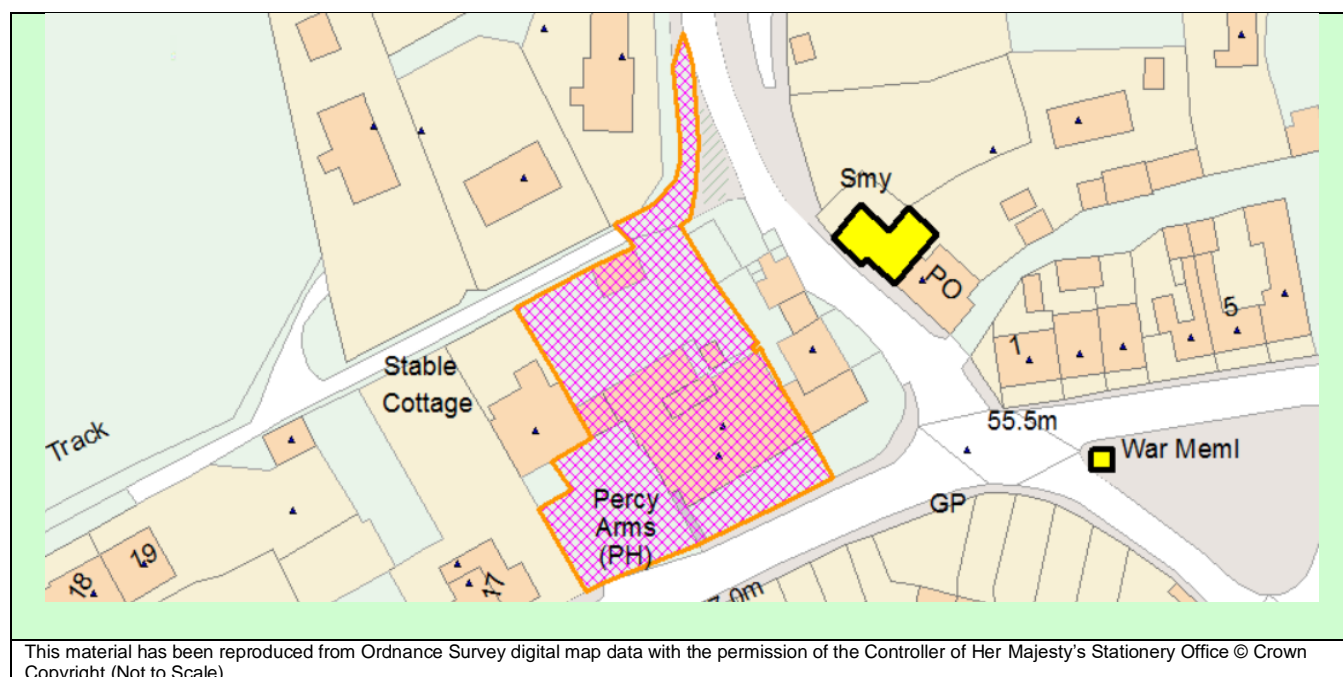 Smy
PO
1
5
Stable
Cottage
55.5m
Track
War Meml
Percy
Arms
(PH)
GP
18
19
17
7.0m
This material has been reproduced from Ordnance Survey digital map data with the permission of the Controller of Her Majesty's Stationery Office © Crown
Copyright (Not to Scale)